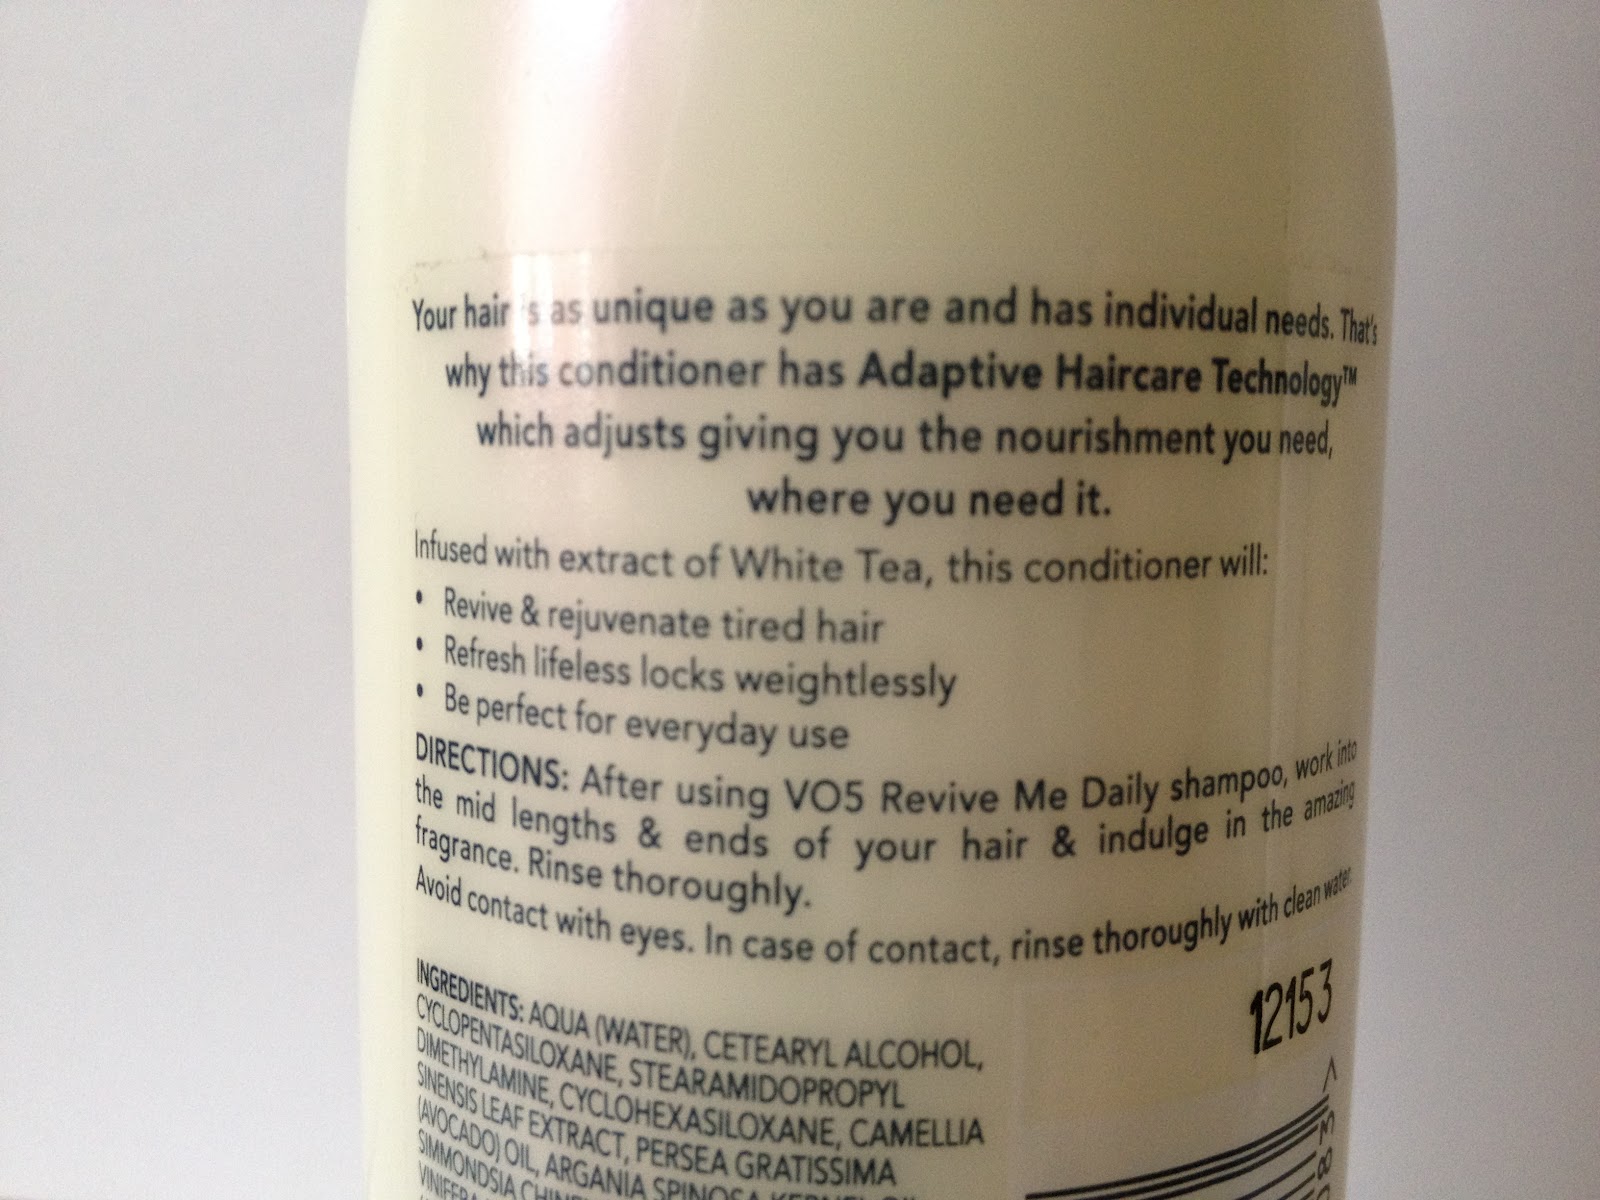 Your hair is as unique as you are and has individual needs. That's
why this conditioner has Adaptive Haircare Technology™
which adjusts giving you the nourishment you need,
where you need it.
Infused with extract of White Tea, this conditioner will:
• Revive & rejuvenate tired hair
• Refresh lifeless locks weightlessly
• Be perfect for everyday use
DIRECTIONS: After using VO5 Revive Me Daily shampoo, work into
the mid lengths & ends of your hair & indulge in the amazing
fragrance. Rinse thoroughly.
Avoid contact with eyes. In case of contact, rinse thoroughly with clean water.
12153
INGREDIENTS: AQUA (WATER), CETEARYL ALCOHOL,
CYCLOPENTASILOXANE, STEARAMIDOPROPYL
DIMETHYLAMINE, CYCLOHEXASILOXANE, CAMELLIA
SINENSIS LEAF EXTRACT, PERSEA GRATISSIMA
(AVOCADO) OIL, ARGANIA SPINOSA KERNEL OIL
SIMMONDSIA
VINIFERA